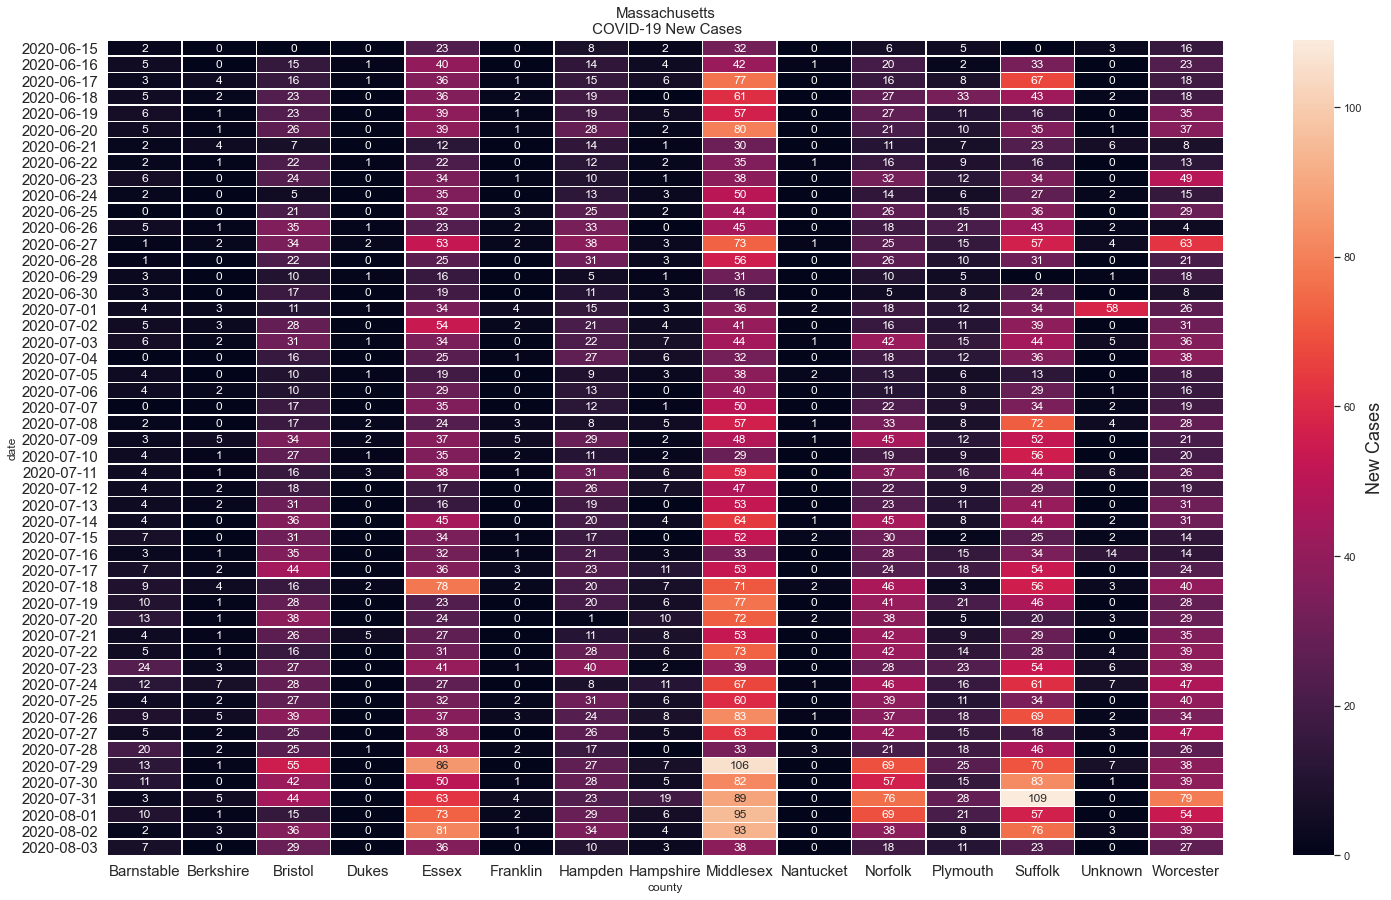 Massachusetts
COVID-19 New Cases
2020-06-15 2 0 0 0 23 0 8 2 32 0 6 5 0 3 16
2020-06-16 5 0 15 1 40 0 14 4 42 1 20 2 33 0 23
2020-06-17 3 4 16 1 36 1 15 6 77 0 16 8 67 0 18
2020-06-18 5 2 23 0 36 2 19 0 61 0 27 33 43 2 18
2020-06-19 6 1 23 0 39 1 19 5 57 0 27 11 16 0 35
2020-06-20 5 1 26 0 39 1 28 2 80 0 21 10 35 1 37
2020-06-21 2 4 7 0 12 0 14 1 30 0 11 7 23 6 8
2020-06-22 2 1 22 1 22 0 12 2 35 1 16 9 16 0 13
2020-06-23 6 0 24 0 34 1 10 1 38 0 32 12 34 0 49
2020-06-24 2 0 5 0 35 0 13 3 50 0 14 6 27 2 15
2020-06-25 0 0 21 0 32 3 25 2 44 0 26 15 36 0 29
2020-06-26 5 1 35 1 23 2 33 0 45 0 18 21 43 2 4
2020-06-27 1 2 34 2 53 2 38 3 73 1 25 15 57 4 63
2020-06-28 1 0 22 0 25 0 31 3 56 0 26 10 31 0 21
2020-06-29 3 0 10 1 16 0 5 1 31 0 10 5 0 1 18
2020-06-30 3 0 17 0 19 0 11 3 16 0 5 8 24 0 8
2020-07-01 4 3 11 1 34 4 15 3 36 2 18 12 34 58 26
2020-07-02 5 3 28 0 54 2 21 4 41 0 16 11 39 0 31
2020-07-03 6 2 31 1 34 0 22 7 44 1 42 15 44 5 36
2020-07-04 0 0 16 0 25 1 27 6 32 0 18 12 36 0 38
2020-07-05 4 0 10 1 19 0 9 3 38 2 13 6 13 0 18
2020-07-06 4 2 10 0 29 0 13 0 40 0 11 8 29 1 16
2020-07-07 0 0 17 0 35 0 12 1 50 0 22 9 34 2 19
2020-07-08 2 0 17 2 24 3 8 5 57 1 33 8 72 4 28
2020-07-09 3 5 34 2 37 5 29 2 48 1 45 12 52 0 21
2020-07-10 4 1 27 1 35 2 11 2 29 0 19 9 56 0 20
2020-07-11 4 1 16 3 38 1 31 6 59 0 37 16 44 6 26
2020-07-12 4 2 18 0 17 0 26 7 47 0 22 9 29 0 19
2020-07-13 4 2 31 0 16 0 19 0 53 0 23 11 41 0 31
2020-07-14 4 0 36 0 45 0 20 4 64 1 45 8 44 2 31
2020-07-15 7 0 31 0 34 1 17 0 52 2 30 2 25 2 14
2020-07-16 3 1 35 0 32 1 21 3 33 0 28 15 34 14 14
2020-07-17 7 2 44 0 36 3 23 11 53 0 24 18 54 0 24
2020-07-18 9 4 16 2 78 2 20 7 71 2 46 3 56 3 40
2020-07-19 10 1 28 0 23 0 20 6 77 0 41 21 46 0 28
2020-07-20 13 1 38 0 24 0 1 10 72 2 38 5 20 3 29
2020-07-21 4 1 26 5 27 0 11 8 53 0 42 9 29 0 35
2020-07-22 5 1 16 0 31 0 28 6 73 0 42 14 28 4 39
2020-07-23 24 3 27 0 41 1 40 2 39 0 28 23 54 6 39
2020-07-24 12 7 28 0 27 0 8 11 67 1 46 16 61 7 47
2020-07-25 4 2 27 0 32 2 31 6 60 0 39 11 34 0 40
2020-07-26 9 5 39 0 37 3 24 8 83 1 37 18 69 2 34
2020-07-27 5 2 25 0 38 0 26 5 63 0 42 15 18 3 47
2020-07-28 20 2 25 1 43 2 17 0 33 3 21 18 46 0 26
2020-07-29 13 1 55 0 86 0 27 7 106 0 69 25 70 7 38
2020-07-30 11 0 42 0 50 1 28 5 82 0 57 15 83 1 39
2020-07-31 3 5 44 0 63 4 23 19 89 0 76 28 109 0 79
2020-08-01 10 1 15 0 73 2 29 6 95 0 69 21 57 0 54
2020-08-02 2 3 36 0 81 1 34 4 93 0 38 8 76 3 39
2020-08-03 7 0 29 0 36 0 10 3 38 0 18 11 23 0 27
Barnstable Berkshire Bristol Dukes Essex Franklin Hampden Hampshire Middlesex Nantucket Norfolk Plymouth Suffolk Unknown Worcester
county
date
100
80
60
40
20
0
New Cases